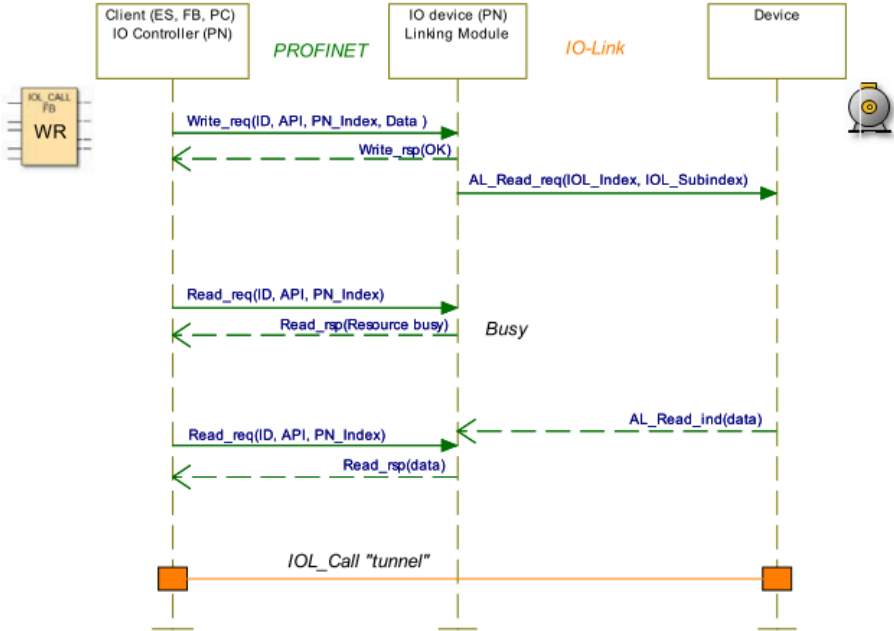 Client (ES, FB, PC)
IO Controller (PN)
PROFINET
IO device (PN)
Linking Module
IO-Link
Device
IOL_CALL
FB
WR
Write_req(ID, API, PN_Index, Data )
Write_rsp(OK)
AL_Read_req(IOL_Index, IOL_Subindex)
Read_req(ID, API, PN_Index)
Read_rsp(Resource busy)
Busy
AL_Read_ind(data)
Read_req(ID, API, PN_Index)
Read_rsp(data)
IOL_Call "tunnel"